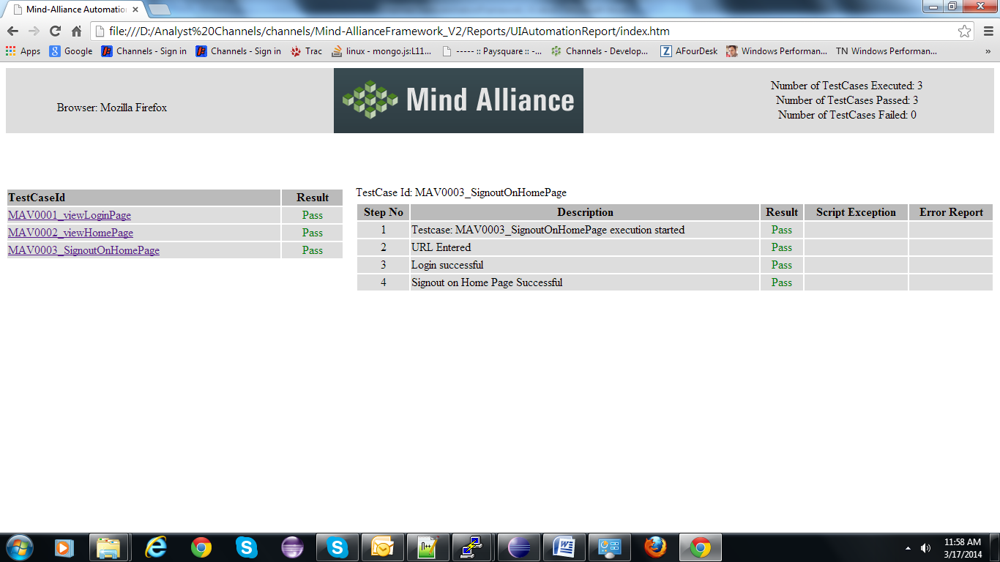 Mind-Alliance Automation
file:///D:/Analyst%20Channels/channels/Mind-AllianceFramework_V2/Reports/UIAutomationReport/index.htm
Apps Google Channels - Sign in Channels - Sign in Trac linux - mongo.js:L11... ----- :: Paysquare :: -... Channels - Develop... AFourDesk Windows Performan... TN Windows Performan... »
Browser: Mozilla Firefox
Mind Alliance
Number of TestCases Executed: 3
Number of TestCases Passed: 3
Number of TestCases Failed: 0
TestCaseId Result
MAV0001_viewLoginPage Pass
MAV0002_viewHomePage Pass
MAV0003_SignoutOnHomePage Pass
TestCase Id: MAV0003_SignoutOnHomePage
Step No Description Result Script Exception Error Report
1 Testcase: MAV0003_SignoutOnHomePage execution started Pass
2 URL Entered Pass
3 Login successful Pass
4 Signout on Home Page Successful Pass
11:58 AM
3/17/2014